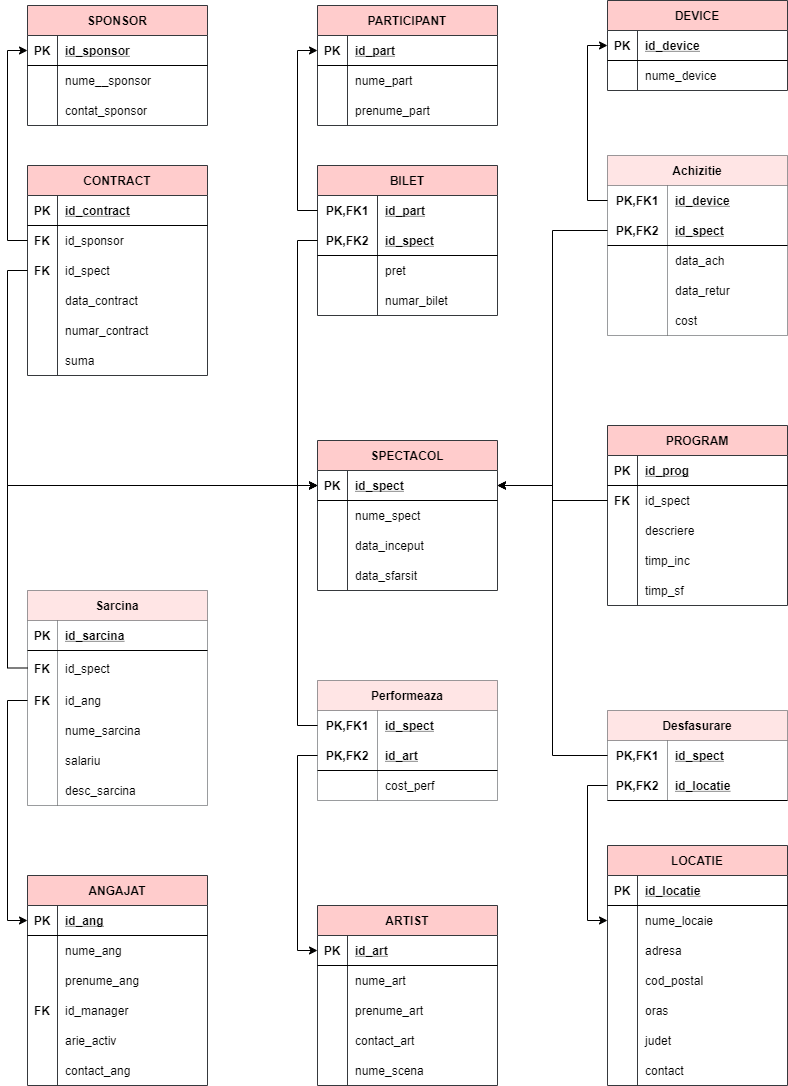 SPONSOR
PK id_sponsor
nume__sponsor
contat_sponsor
CONTRACT
PK id_contract
FK id_sponsor
FK id_spect
data_contract
numar_contract
suma
Sarcina
PK id_sarcina
FK id_spect
FK id_ang
nume_sarcina
salariu
desc_sarcina
ANGAJAT
PK id_ang
nume_ang
prenume_ang
FK id_manager
arie_activ
contact_ang
PARTICIPANT
PK id_part
nume_part
prenume_part
BILET
PK,FK1 id_part
PK,FK2 id_spect
pret
numar_bilet
SPECTACOL
PK id_spect
nume_spect
data_inceput
data_sfarsit
Performeaza
PK,FK1 id_spect
PK,FK2 id_art
cost_perf
ARTIST
PK id_art
nume_art
prenume_art
contact_art
nume_scena
DEVICE
PK id_device
nume_device
Achizitie
PK,FK1 id_device
PK,FK2 id_spect
data_ach
data_retur
cost
PROGRAM
PK id_prog
FK id_spect
descriere
timp_inc
timp_sf
Desfasurare
PK,FK1 id_spect
PK,FK2 id_locatie
LOCATIE
PK id_locatie
nume_locaie
adresa
cod_postal
oras
judet
contact